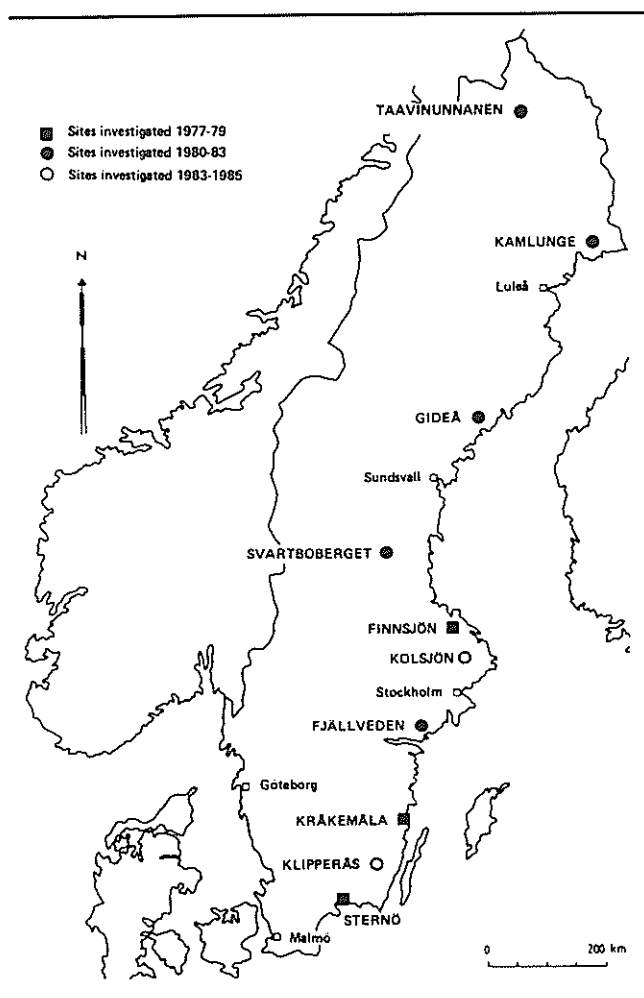 TAAVINUNNANEN
Sites investigated 1977-79
Sites investigated 1980-83
Sites investigated 1983-1985
KAMLUNGE
N
Luleå
GIDEÅ
Sundsvall
SVARTBOBERGET
FINNSJÖN
KOLSJÖN
Stockholm
FJÄLLVEDEN
Göteborg
KRÅKEMÅLA
KLIPPERÅS
STERNÖ
Malmö
0 200 km